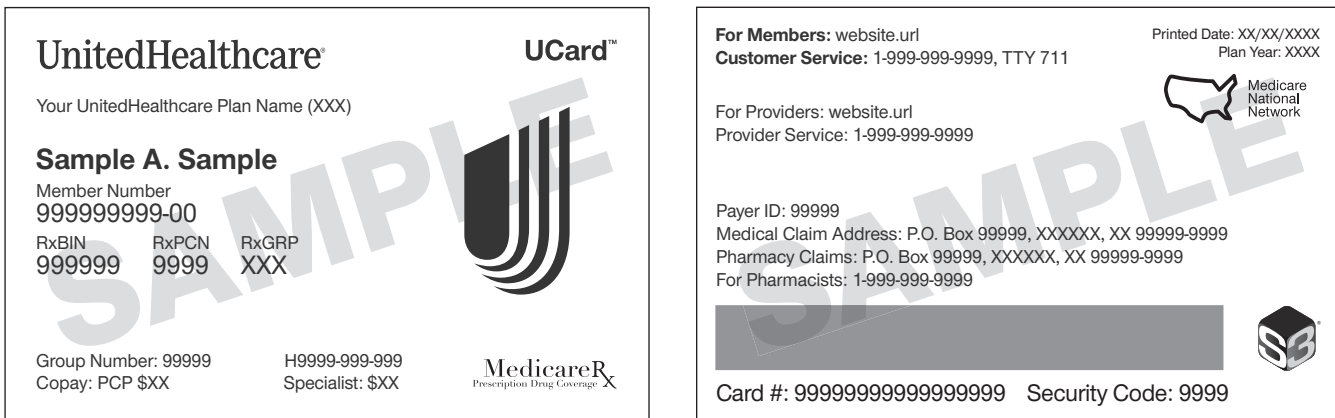 UnitedHealthcare®
UCard™
Your UnitedHealthcare Plan Name (XXX)
Sample A. Sample
Member Number
999999999-00
RxBIN RxPCN RxGRP
999999 9999 XXX
Group Number: 99999 H9999-999-999
Copay: PCP $XX Specialist: $XX
MedicareRx
Prescription Drug Coverage
SAMPLE
For Members: website.url
Customer Service: 1-999-999-9999, TTY 711
Printed Date: XX/XX/XXXX
Plan Year: XXXX
Medicare
National
Network
For Providers: website.url
Provider Service: 1-999-999-9999
Payer ID: 99999
Medical Claim Address: P.O. Box 99999, XXXXXX, XX 99999-9999
Pharmacy Claims: P.O. Box 99999, XXXXXX, XX 99999-9999
For Pharmacists: 1-999-999-9999
S3®
Card #: 99999999999999999 Security Code: 9999
SAMPLE